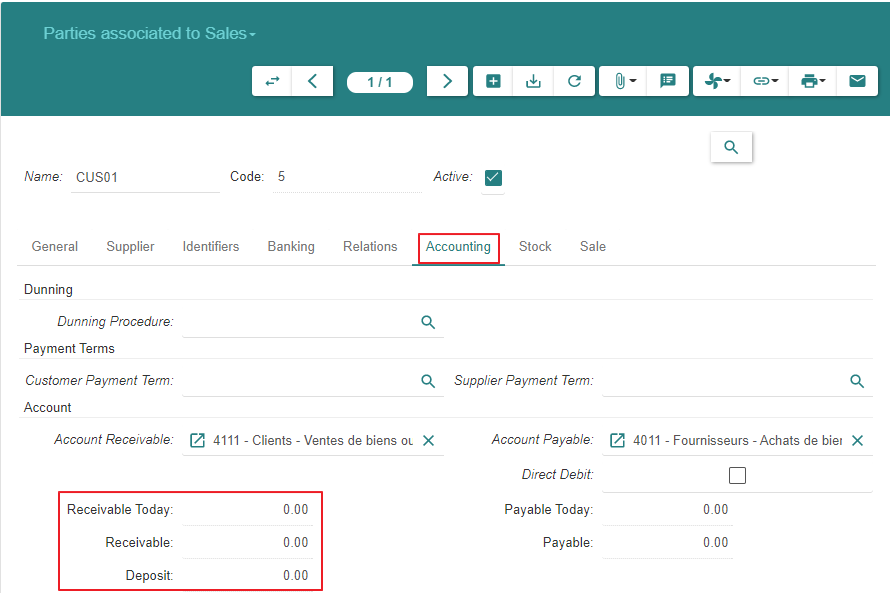 Parties associated to Sales
1 / 1
Name: CUS01 Code: 5 Active:
General Supplier Identifiers Banking Relations Accounting Stock Sale
Dunning
Dunning Procedure:
Payment Terms
Customer Payment Term: Supplier Payment Term:
Account
Account Receivable: 4111 - Clients - Ventes de biens ou Account Payable: 4011 - Fournisseurs - Achats de bier
Direct Debit:
Receivable Today: 0.00 Payable Today: 0.00
Receivable: 0.00 Payable: 0.00
Deposit: 0.00